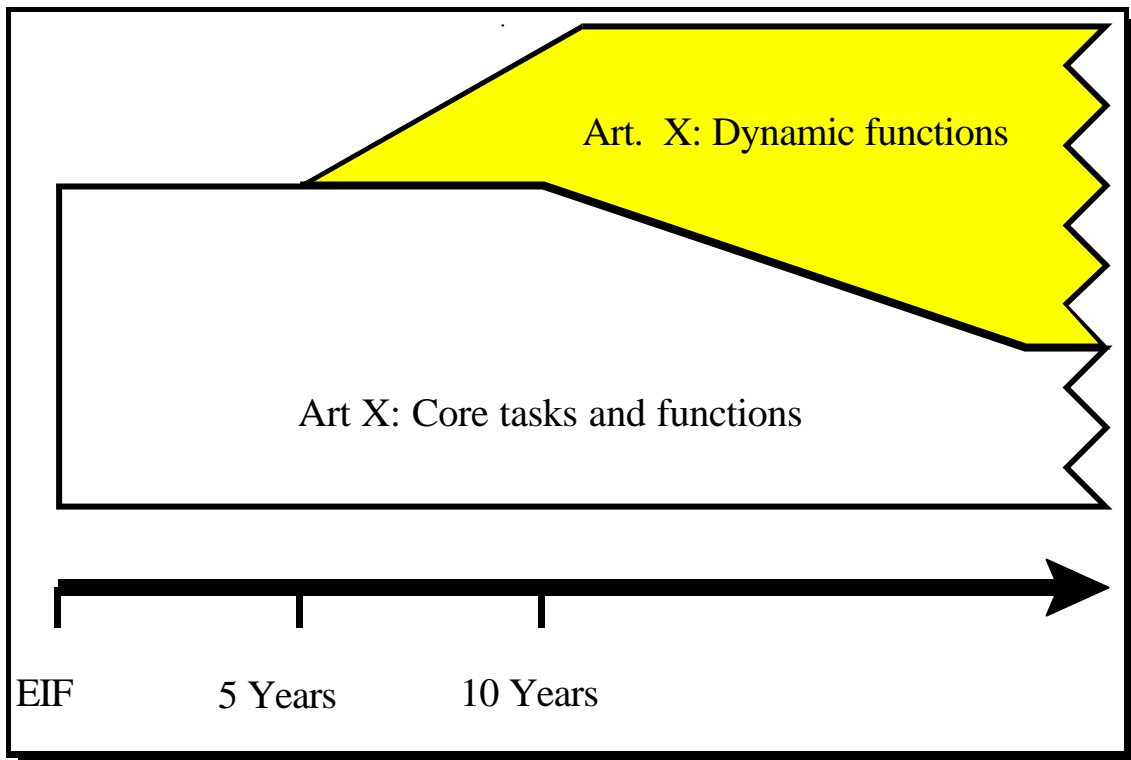 Art. X: Dynamic functions
Art X: Core tasks and functions
EIF 5 Years 10 Years